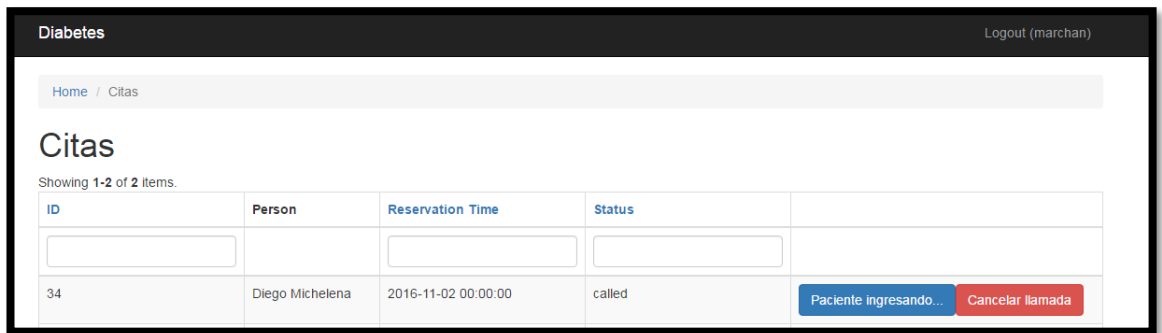 Diabetes Logout (marchan)
Home / Citas
Citas
Showing 1-2 of 2 items.
ID Person Reservation Time Status
34 Diego Michelena 2016-11-02 00:00:00 called Paciente ingresando... Cancelar llamada